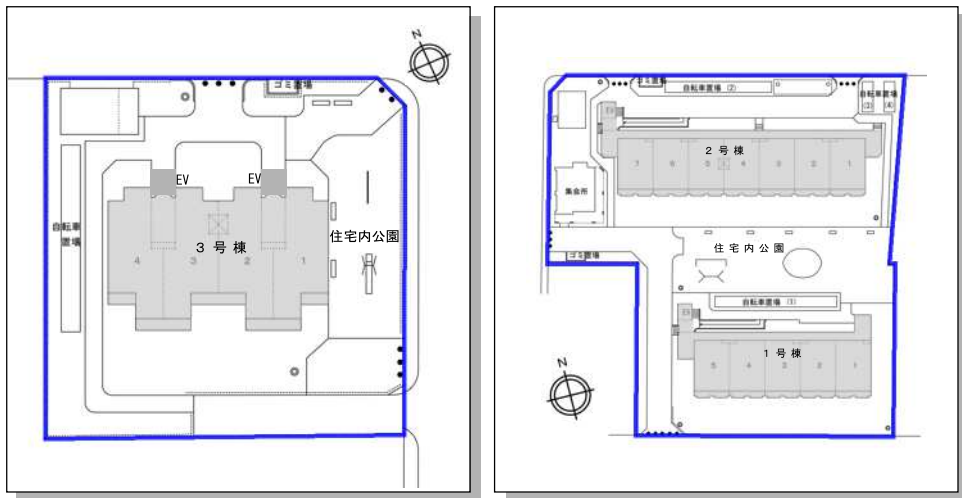 N
ゴミ置場
EV
EV
自転車
置場
3号棟
4
3
2
1
住宅内公園
ゴミ置場
自転車置場 (2)
自転車置場
(3)
(4)
2号棟
7
6
5
4
3
2
1
集会所
ゴミ置場
住宅内公園
自転車置場 (1)
1号棟
5
4
3
2
1
N